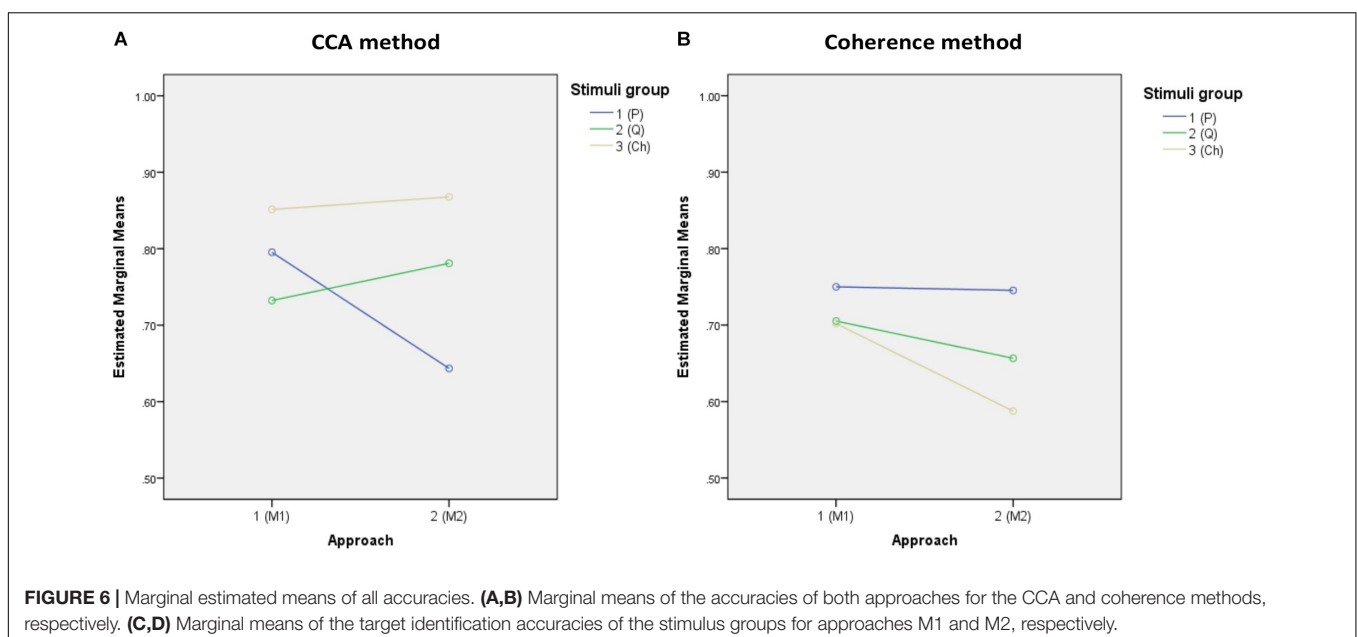 A
CCA method
Stimuli group
1 (P)
2 (Q)
3 (Ch)
Estimated Marginal Means
1.00
.90
.80
.70
.60
.50
1 (M1)
2 (M2)
Approach
B
Coherence method
Stimuli group
1 (P)
2 (Q)
3 (Ch)
Estimated Marginal Means
1.00
.90
.80
.70
.60
.50
1 (M1)
2 (M2)
Approach
FIGURE 6 | Marginal estimated means of all accuracies. (A,B) Marginal means of the accuracies of both approaches for the CCA and coherence methods,
respectively. (C,D) Marginal means of the target identification accuracies of the stimulus groups for approaches M1 and M2, respectively.